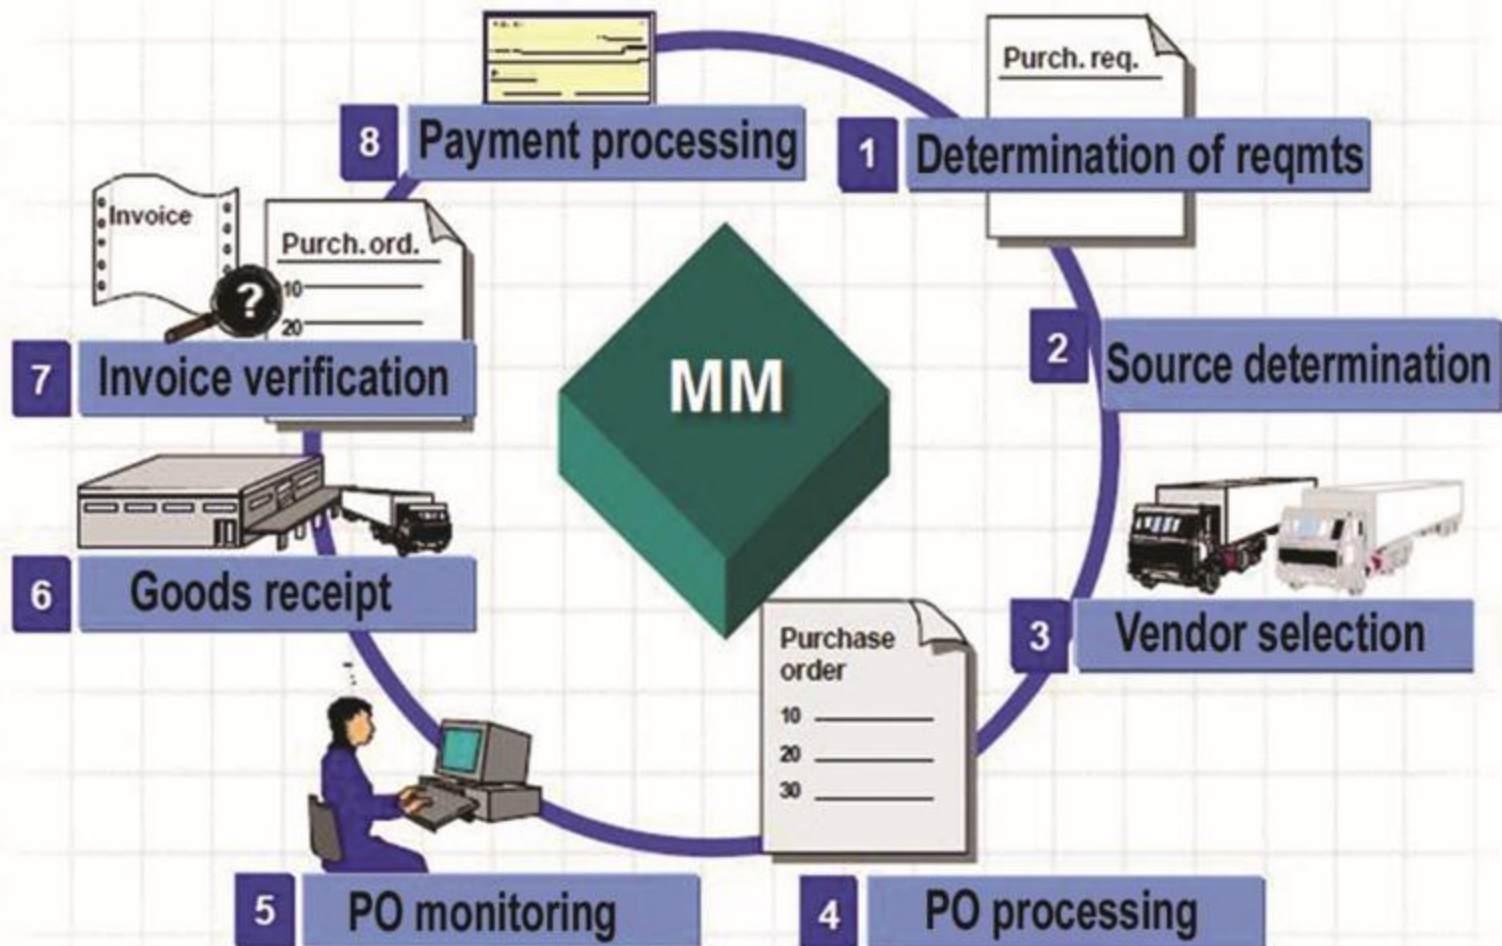 Purch. req.
1 Determination of reqmts
2 Source determination
3 Vendor selection
Purchase
order
10
20
30
4 PO processing
5 PO monitoring
6 Goods receipt
Invoice
Purch. ord.
10
?
20
7 Invoice verification
8 Payment processing
MM